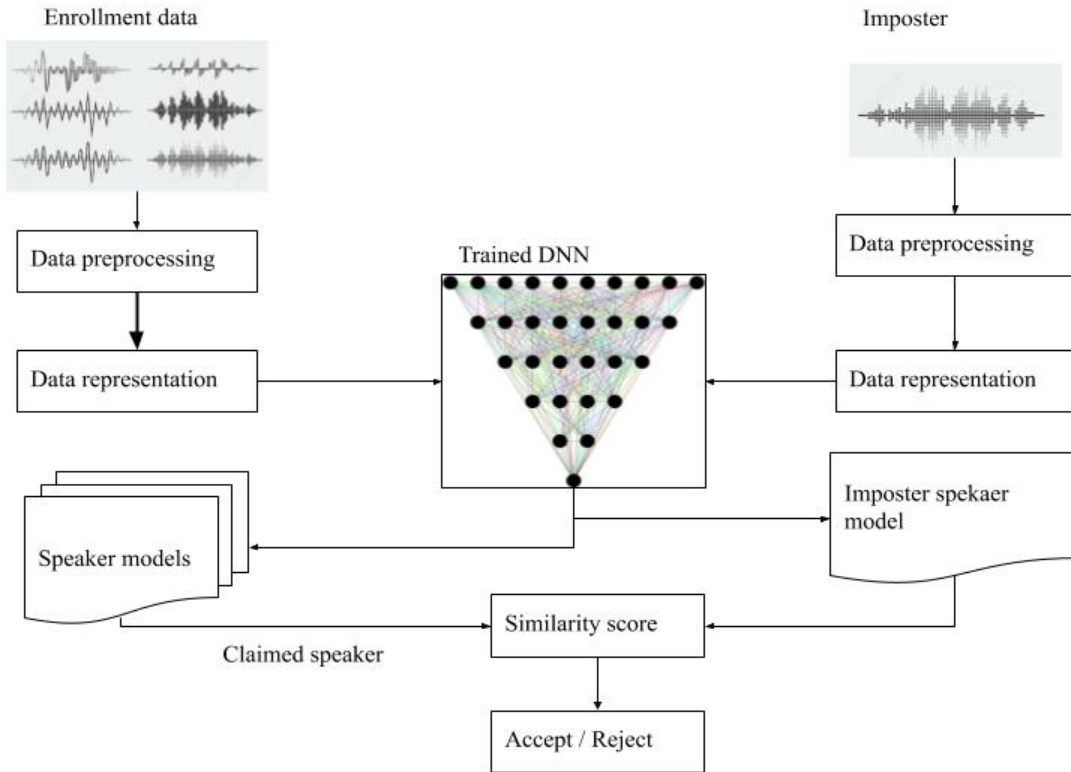 Enrollment data
Imposter
Data preprocessing
Data preprocessing
Trained DNN
Data representation
Data representation
Imposter spekaer
model
Speaker models
Similarity score
Claimed speaker
Accept / Reject